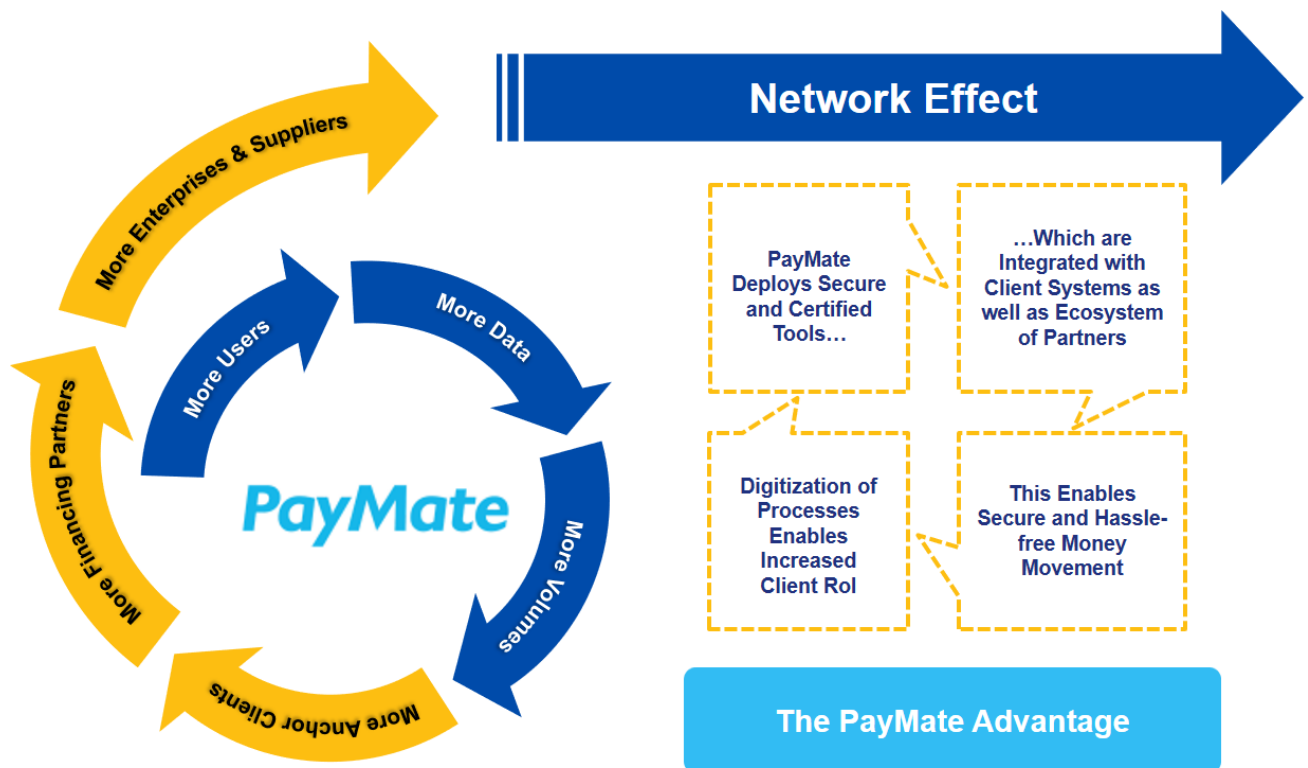 Network Effect
More Enterprises & Suppliers
More Users
More Data
More Volumes
More Anchor Clients
More Financing Partners
PayMate
PayMate
Deploys Secure
and Certified
Tools…
…Which are
Integrated with
Client Systems as
well as Ecosystem
of Partners
This Enables
Secure and Hassle-
free Money
Movement
Digitization of
Processes
Enables
Increased
Client RoI
The PayMate Advantage